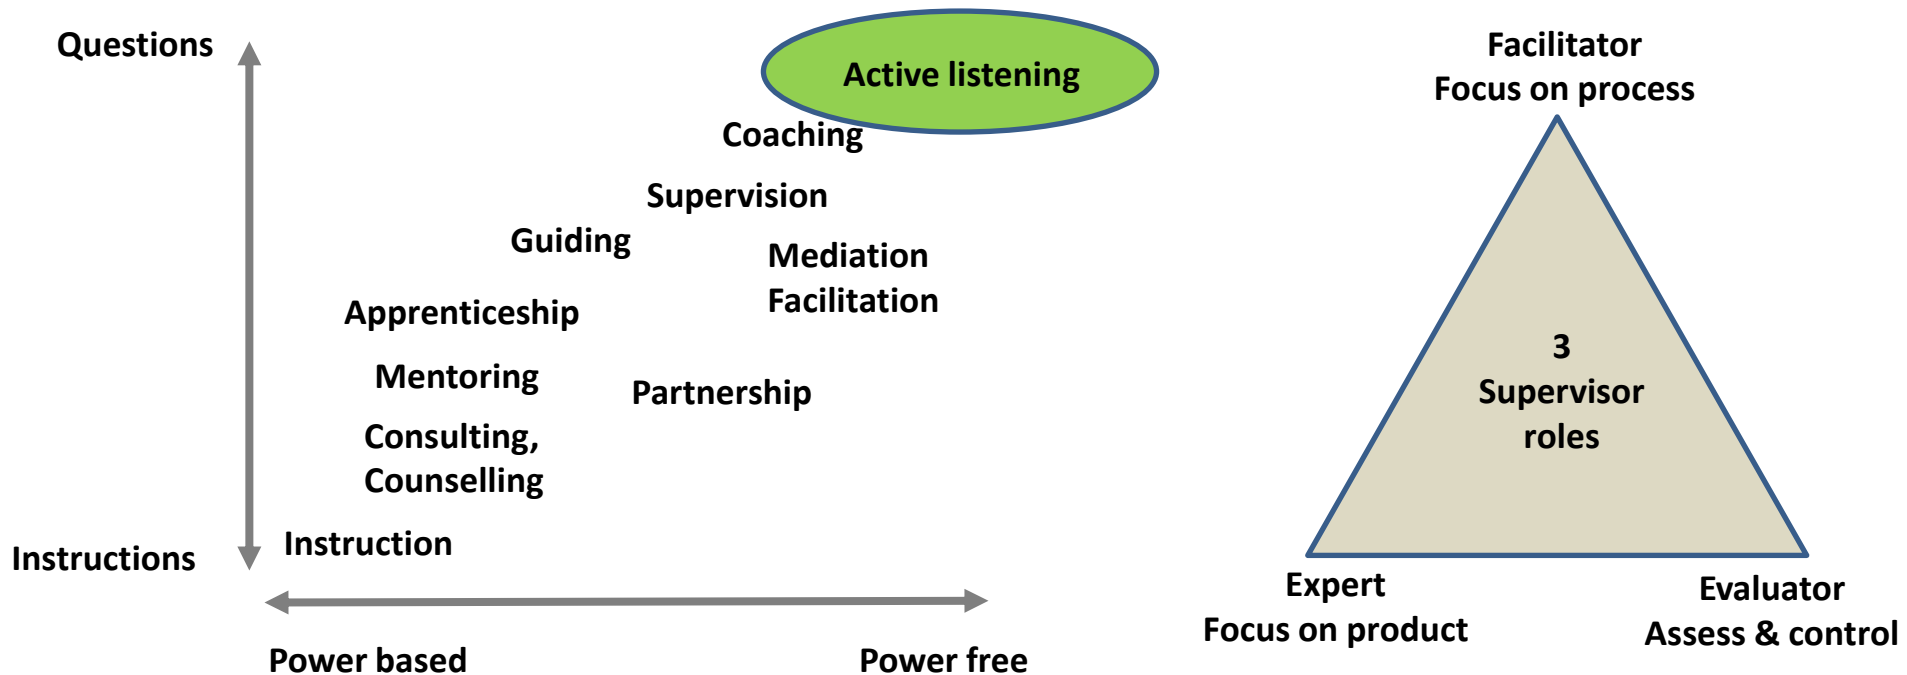 Questions
Active listening
Coaching
Supervision
Guiding
Mediation
Facilitation
Apprenticeship
Mentoring
Partnership
Consulting,
Counselling
Instructions
Instruction
Power based
Power free
Facilitator
Focus on process
3
Supervisor
roles
Expert
Focus on product
Evaluator
Assess & control